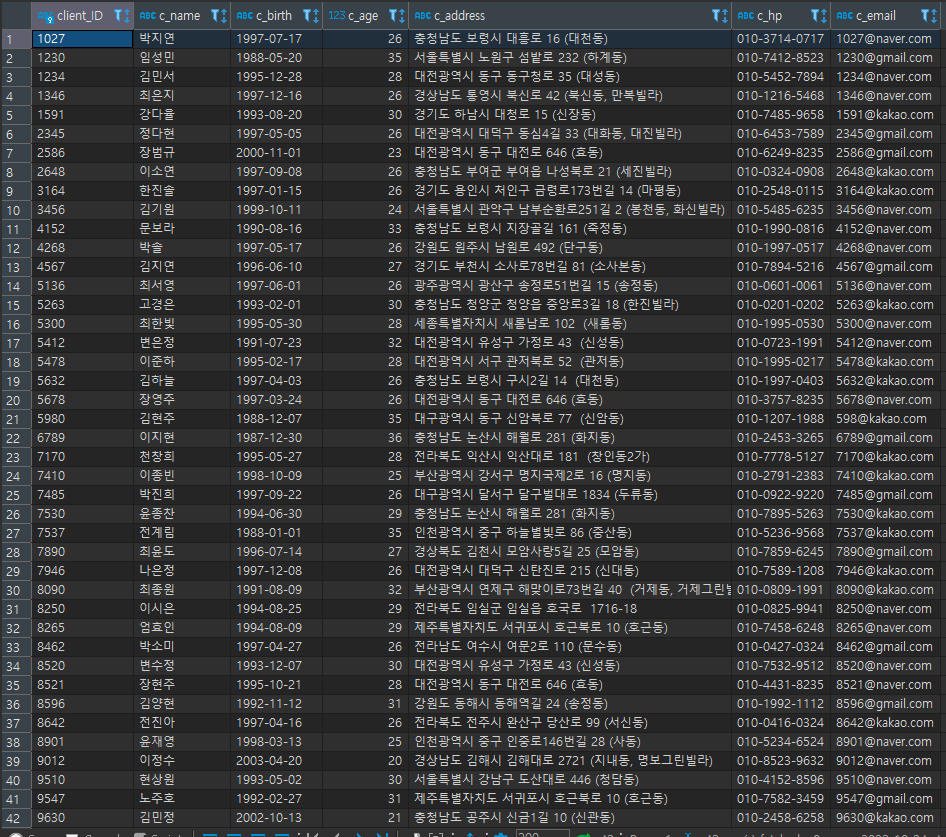 client_ID c_name c_birth 123 c_age c_address c_hp c_email
1 1027 박지연 1997-07-17 26 충청남도 보령시 대흥로 16 (대천동) 010-3714-0717 1027@naver.com
2 1230 임성민 1988-05-20 35 서울특별시 노원구 섬밭로 232 (하계동) 010-7412-8523 1230@gmail.com
3 1234 김민서 1995-12-28 28 대전광역시 동구 동구청로 35 (대성동) 010-5452-7894 1234@naver.com
4 1346 최은지 1997-12-16 26 경상남도 통영시 북신로 42 (북신동, 만복빌라) 010-1216-5468 1346@naver.com
5 1591 강다율 1993-08-20 30 경기도 하남시 대청로 15 (신장동) 010-7485-9658 1591@kakao.com
6 2345 정다현 1997-05-05 26 대전광역시 대덕구 동심4길 33 (대화동, 대진빌라) 010-6453-7589 2345@gmail.com
7 2586 장범규 2000-11-01 23 대전광역시 동구 대전로 646 (효동) 010-6249-8235 2586@gmail.com
8 2648 이소연 1997-09-08 26 충청남도 부여군 부여읍 나성북로 21 (세진빌라) 010-0324-0908 2648@kakao.com
9 3164 한진솔 1997-01-15 26 경기도 용인시 처인구 금령로173번길 14 (마평동) 010-2548-0115 3164@kakao.com
10 3456 김기원 1999-10-11 24 서울특별시 관악구 남부순환로251길 2 (봉천동, 화신빌라) 010-5485-6235 3456@naver.com
11 4152 문보라 1990-08-16 33 충청남도 보령시 지장골길 161 (죽정동) 010-1990-0816 4152@naver.com
12 4268 박솔 1997-05-17 26 강원도 원주시 남원로 492 (단구동) 010-1997-0517 4268@naver.com
13 4567 김지연 1996-06-10 27 경기도 부천시 소사로78번길 81 (소사본동) 010-7894-5216 4567@naver.com
14 5136 최서영 1997-06-01 26 광주광역시 광산구 송정로51번길 15 (송정동) 010-0601-0061 5136@naver.com
15 5263 고경은 1993-02-01 30 충청남도 청양군 청양읍 중앙로3길 18 (한진빌라) 010-0201-0202 5263@kakao.com
16 5300 최한빛 1995-05-30 28 세종특별자치시 새롬남로 102 (새롬동) 010-1995-0530 5300@naver.com
17 5412 변은정 1991-07-23 32 대전광역시 유성구 가정로 43 (신성동) 010-0723-1991 5412@naver.com
18 5478 이준하 1995-02-17 28 대전광역시 서구 관저북로 52 (관저동) 010-1995-0217 5478@kakao.com
19 5632 김하늘 1997-04-03 26 충청남도 보령시 구시2길 14 (대천동) 010-1997-0403 5632@kakao.com
20 5678 장영주 1997-03-24 26 대전광역시 동구 대전로 646 (효동) 010-3757-8235 5678@naver.com
21 5980 김현주 1988-12-07 35 대구광역시 동구 신암북로 77 (신암동) 010-1207-1988 598@kakao.com
22 6789 이지현 1987-12-30 36 충청남도 논산시 해월로 281 (화지동) 010-2453-3265 6789@gmail.com
23 7170 천창희 1995-05-27 28 전라북도 익산시 익산대로 181 (창인동2가) 010-7778-5127 7170@kakao.com
24 7410 이종빈 1998-10-09 25 부산광역시 강서구 명지국제2로 16 (명지동) 010-2791-2383 7410@kakao.com
25 7485 박진희 1997-09-22 26 대구광역시 달서구 달구벌대로 1834 (두류동) 010-0922-9220 7485@gmail.com
26 7530 윤종찬 1994-06-30 29 충청남도 논산시 해월로 281 (화지동) 010-7895-5263 7530@kakao.com
27 7537 전계림 1988-01-01 35 인천광역시 중구 하늘별빛로 86 (중산동) 010-5236-9568 7537@kakao.com
28 7890 최윤도 1996-07-14 27 경상북도 김천시 모암사랑5길 25 (모암동) 010-7859-6245 7890@gmail.com
29 7946 나은정 1997-12-08 26 대전광역시 대덕구 신탄진로 215 (신대동) 010-7589-1208 7946@kakao.com
30 8090 최종원 1991-08-09 32 부산광역시 연제구 해맞이로73번길 40 (거제동, 거제그린빌 010-0809-1991 8090@kakao.com
31 8250 이시은 1994-08-25 29 전라북도 임실군 임실읍 호국로 1716-18 010-0825-9941 8250@naver.com
32 8265 엄효인 1994-08-09 29 제주특별자치도 서귀포시 호근북로 10 (호근동) 010-7458-6248 8265@naver.com
33 8462 박소미 1997-04-27 26 전라남도 여수시 여문2로 110 (문수동) 010-0427-0324 8462@gmail.com
34 8520 변수정 1993-12-07 30 대전광역시 유성구 가정로 43 (신성동) 010-7532-9512 8520@naver.com
35 8521 장현주 1995-10-21 28 대전광역시 동구 대전로 646 (효동) 010-4431-8235 8521@naver.com
36 8596 김양현 1992-11-12 31 강원도 동해시 동해역길 24 (송정동) 010-1992-1112 8596@gmail.com
37 8642 전진아 1997-04-16 26 전라북도 전주시 완산구 당산로 99 (서신동) 010-0416-0324 8642@kakao.com
38 8901 윤재영 1998-03-13 25 인천광역시 중구 인중로146번길 28 (사동) 010-5234-6524 8901@naver.com
39 9012 이정수 2003-04-20 20 경상남도 김해시 김해대로 2721 (지내동, 명보그린빌라) 010-8523-9632 9012@naver.com
40 9510 현상원 1993-05-02 30 서울특별시 강남구 도산대로 446 (청담동) 010-4152-8596 9510@naver.com
41 9547 노주호 1992-02-27 31 제주특별자치도 서귀포시 호근북로 10 (호근동) 010-7582-3459 9547@gmail.com
42 9630 김민정 2002-10-13 21 충청남도 공주시 신금1길 10 (신관동) 010-2458-6258 9630@gmail.com